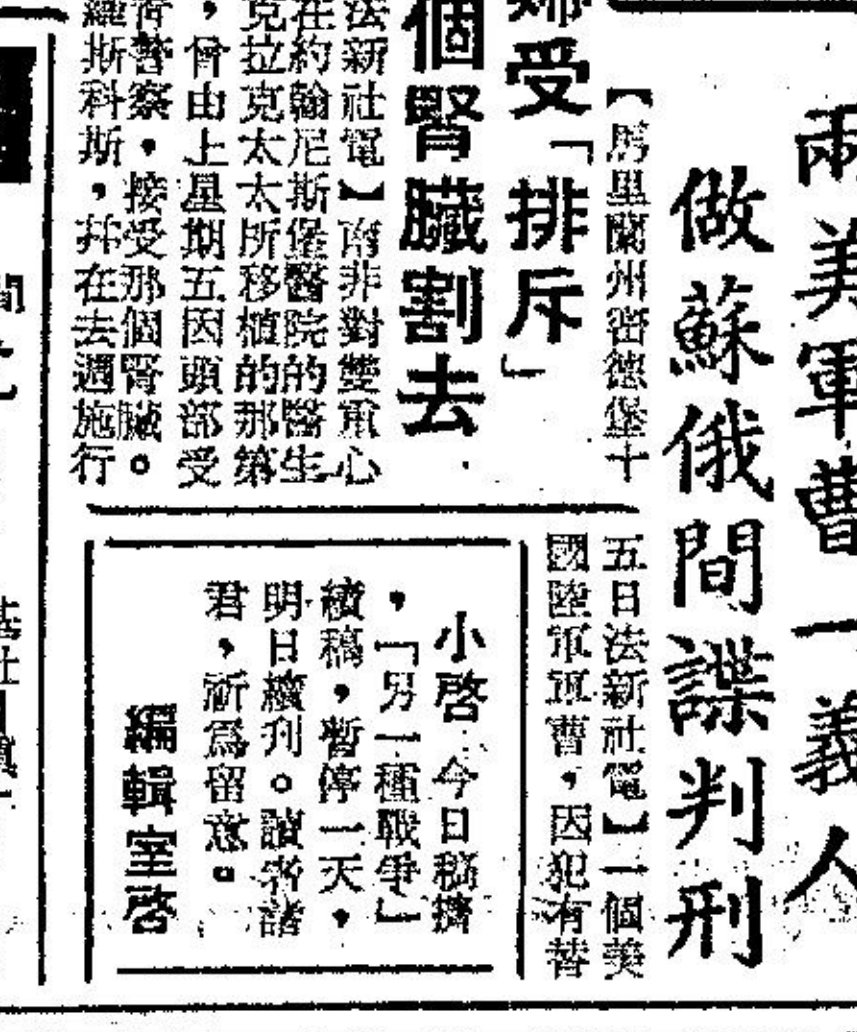 兩美軍曹一義人
做蘇俄間諜判刑
【馬里蘭州密德堡十
五日法新社電】一個美
國陸軍軍曹，因犯有替
婦受「排斥」
個腎臟割去
法新社電】南非對雙重心
在約翰尼斯堡醫院的醫生
克拉克太太所移植的那第
，曾由上星期五因頭部受
警察，接受那個腎臟。
羅斯科斯，并在去週施行
小啓　今日稿擠
，「另一種戰爭」
續稿，暫停一天，
明日續刋。讀者諸
君，祈爲留意。
編輯室啓